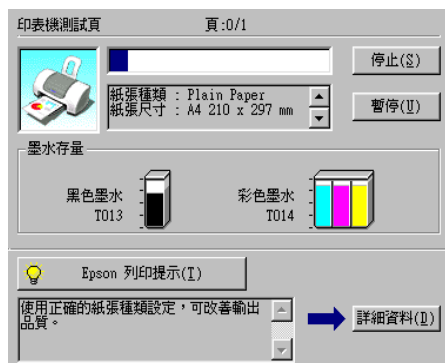 印表機測試頁 頁:0/1
停止(S)
紙張種類 : Plain Paper
紙張尺寸 : A4 210 x 297 mm
暫停(U)
墨水存量
黑色墨水 彩色墨水
T013 T014
Epson 列印提示(I)
使用正確的紙張種類設定，可改善輸出
品質。
詳細資料(D)